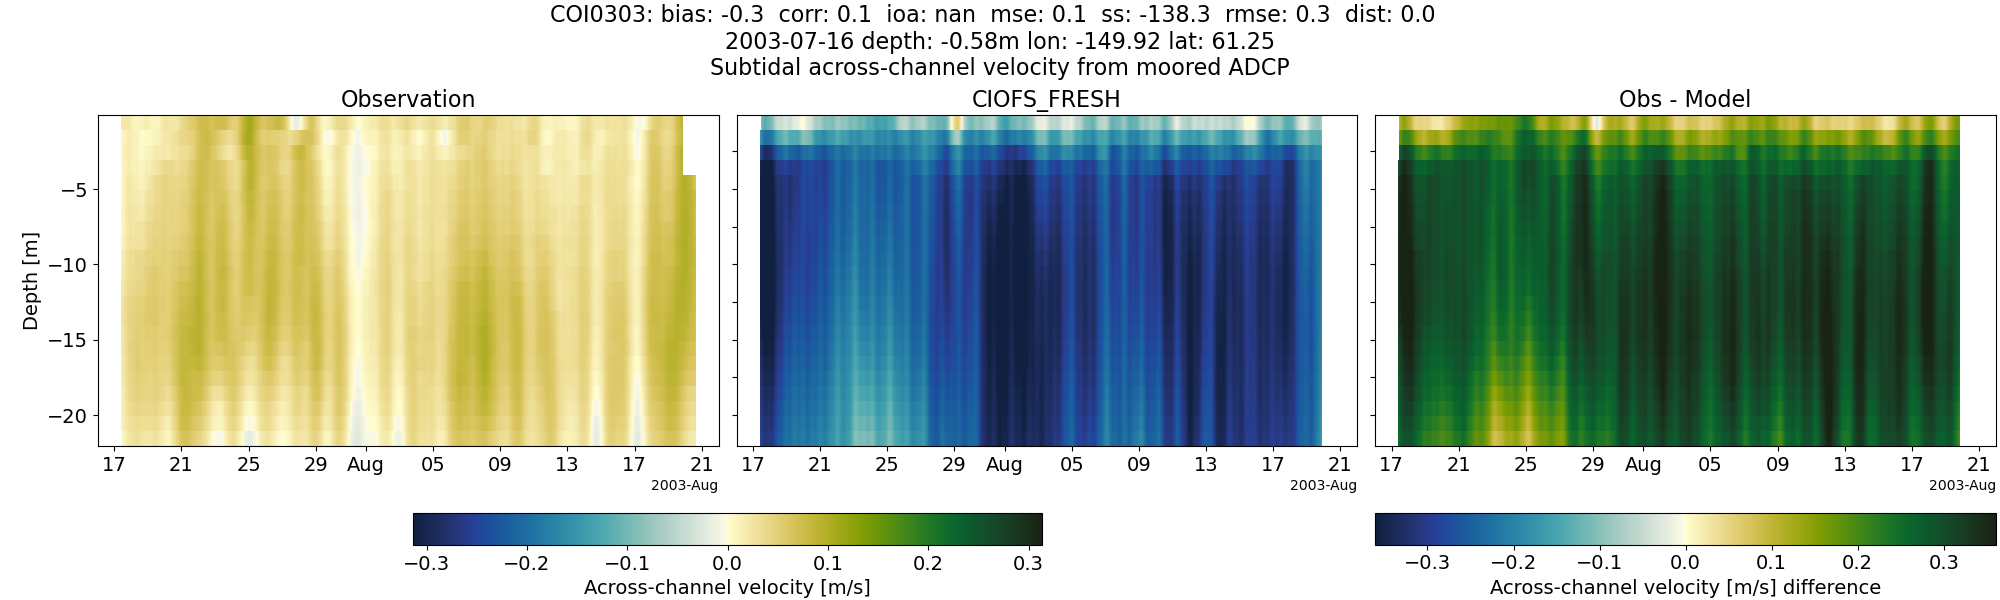 COI0303: bias: -0.3  corr: 0.1  ioa: nan  mse: 0.1  ss: -138.3  rmse: 0.3  dist: 0.0
2003-07-16 depth: -0.58m lon: -149.92 lat: 61.25
Subtidal across-channel velocity from moored ADCP
Observation
CIOFS_FRESH
Obs - Model
Depth [m]
−5
−10
−15
−20
17 21 25 29 Aug 05 09 13 17 21
2003-Aug
17 21 25 29 Aug 05 09 13 17 21
2003-Aug
17 21 25 29 Aug 05 09 13 17 21
2003-Aug
−0.3 −0.2 −0.1 0.0 0.1 0.2 0.3
Across-channel velocity [m/s]
−0.3 −0.2 −0.1 0.0 0.1 0.2 0.3
Across-channel velocity [m/s] difference